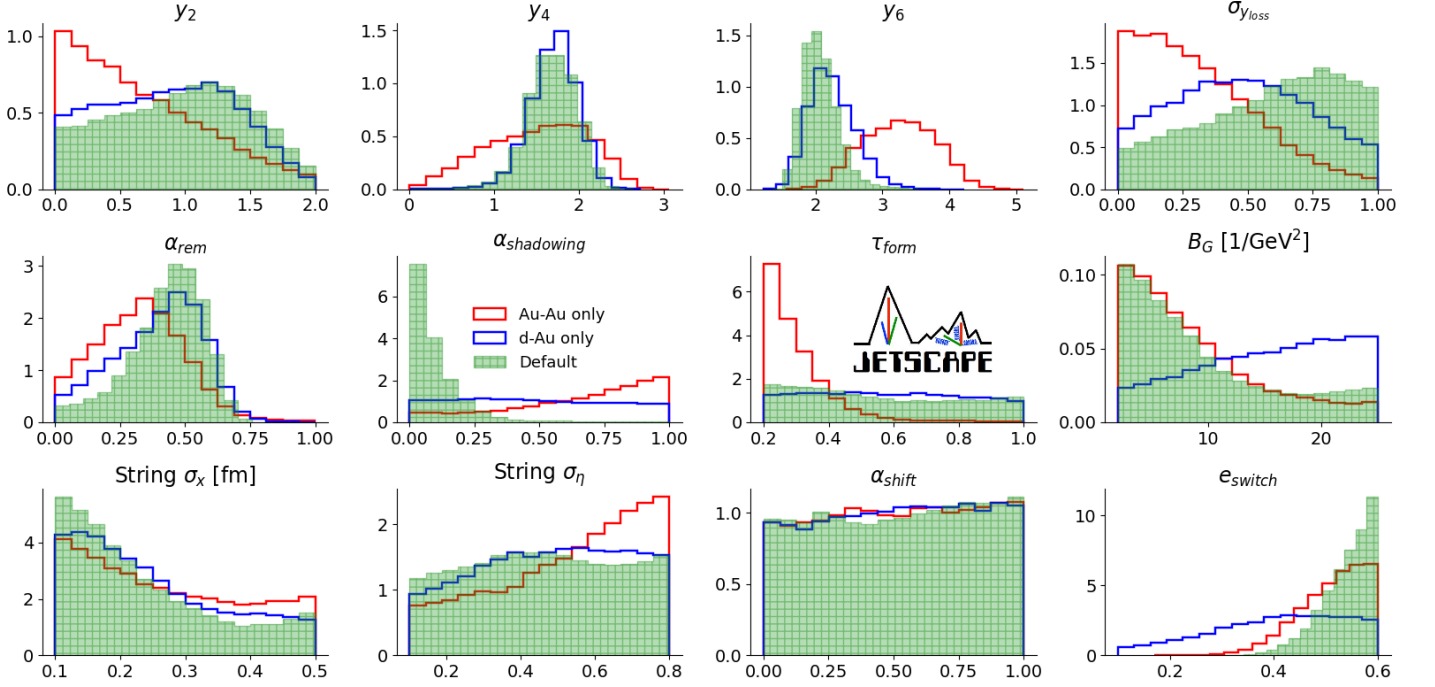 y2 y4 y6 σyloss
1.0
0.5
0.0
0.0 0.5 1.0 1.5 2.0
1.5
1.0
0.5
0.0
0 1 2 3
1.5
1.0
0.5
0.0
2 3 4 5
1.5
1.0
0.5
0.0
0.00 0.25 0.50 0.75 1.00
αrem αshadowing τform BG [1/GeV²]
3
2
1
0
0.00 0.25 0.50 0.75 1.00
6
4
2
0
Au-Au only
d-Au only
Default
0.00 0.25 0.50 0.75 1.00
6
4
2
0
JETSCAPE
0.2 0.4 0.6 0.8 1.0
0.10
0.05
0.00
10 20
String σx [fm] String ση αshift eswitch
4
2
0
0.1 0.2 0.3 0.4 0.5
2
1
0
0.2 0.4 0.6 0.8
1.0
0.5
0.0
0.00 0.25 0.50 0.75 1.00
10
5
0
0.4 0.6